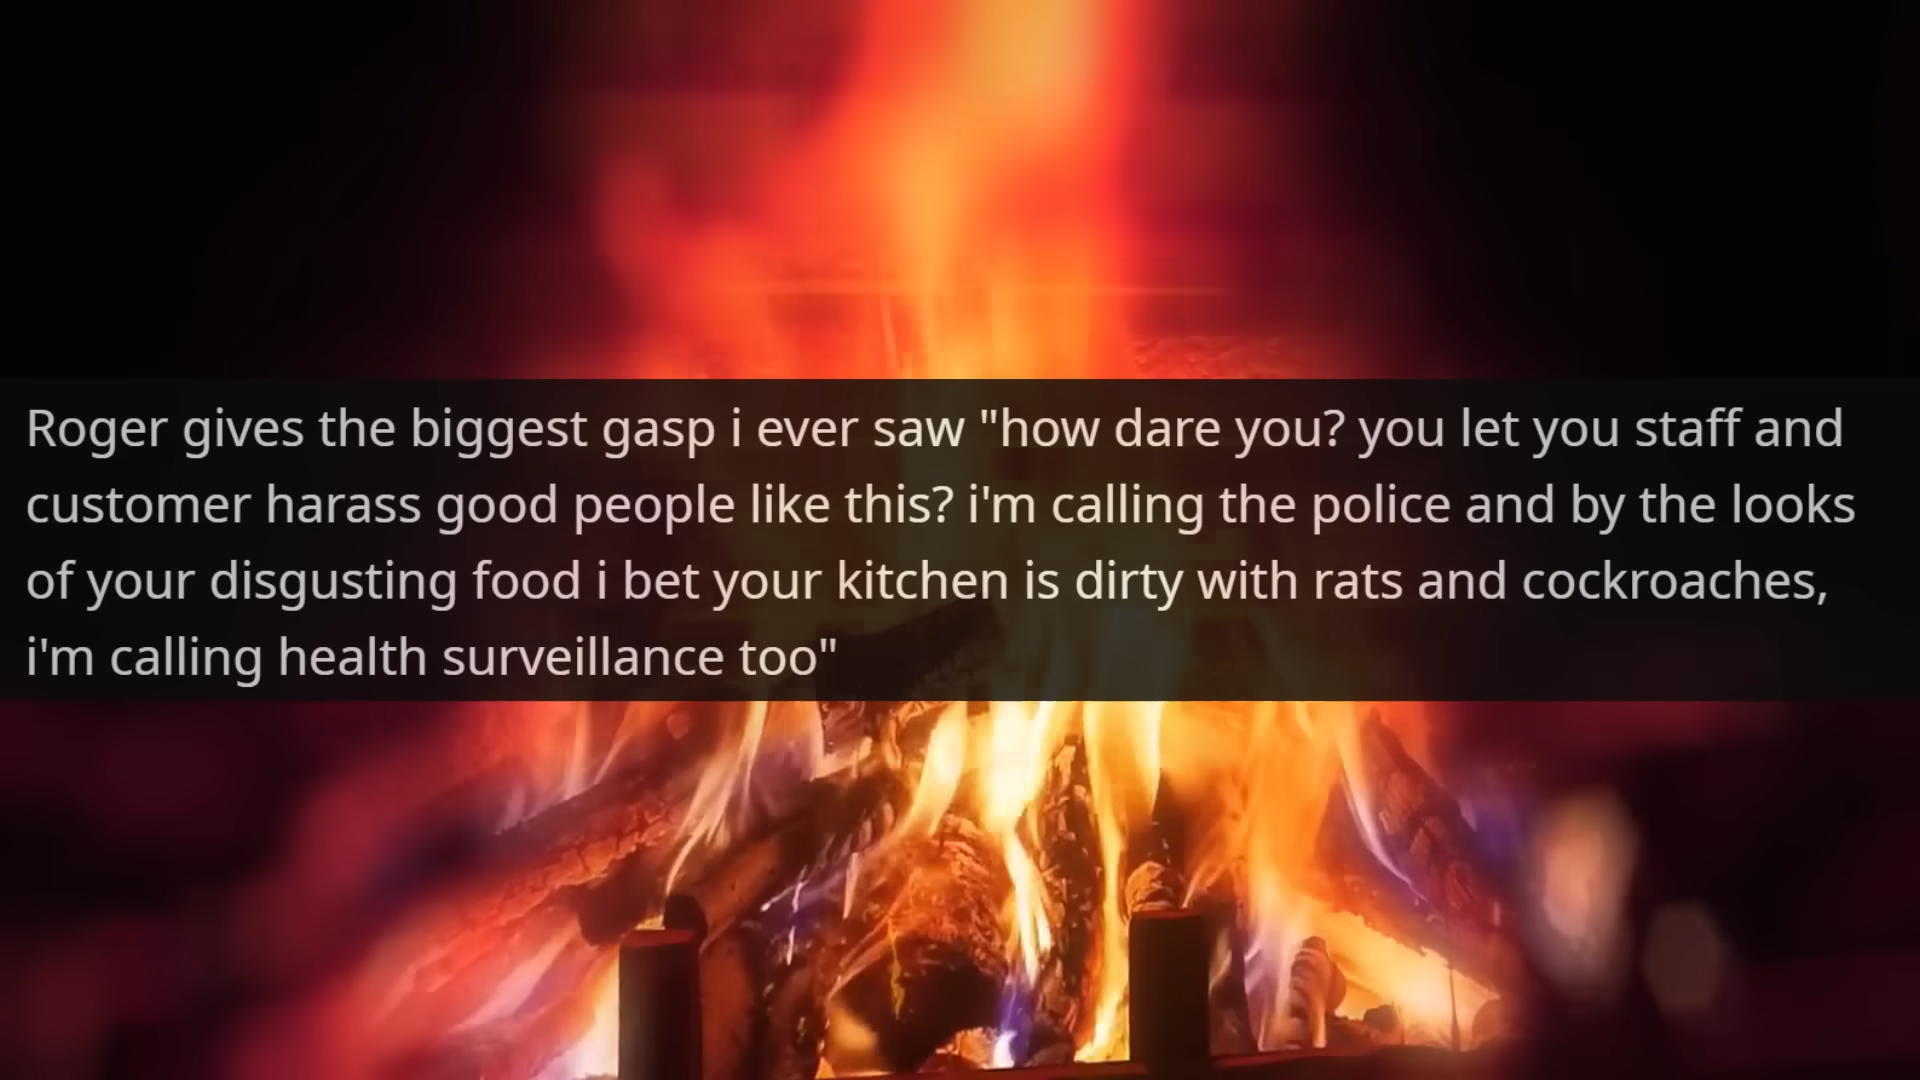 Roger gives the biggest gasp i ever saw "how dare you? you let you staff and
customer harass good people like this? i'm calling the police and by the looks
of your disgusting food i bet your kitchen is dirty with rats and cockroaches,
i'm calling health surveillance too"